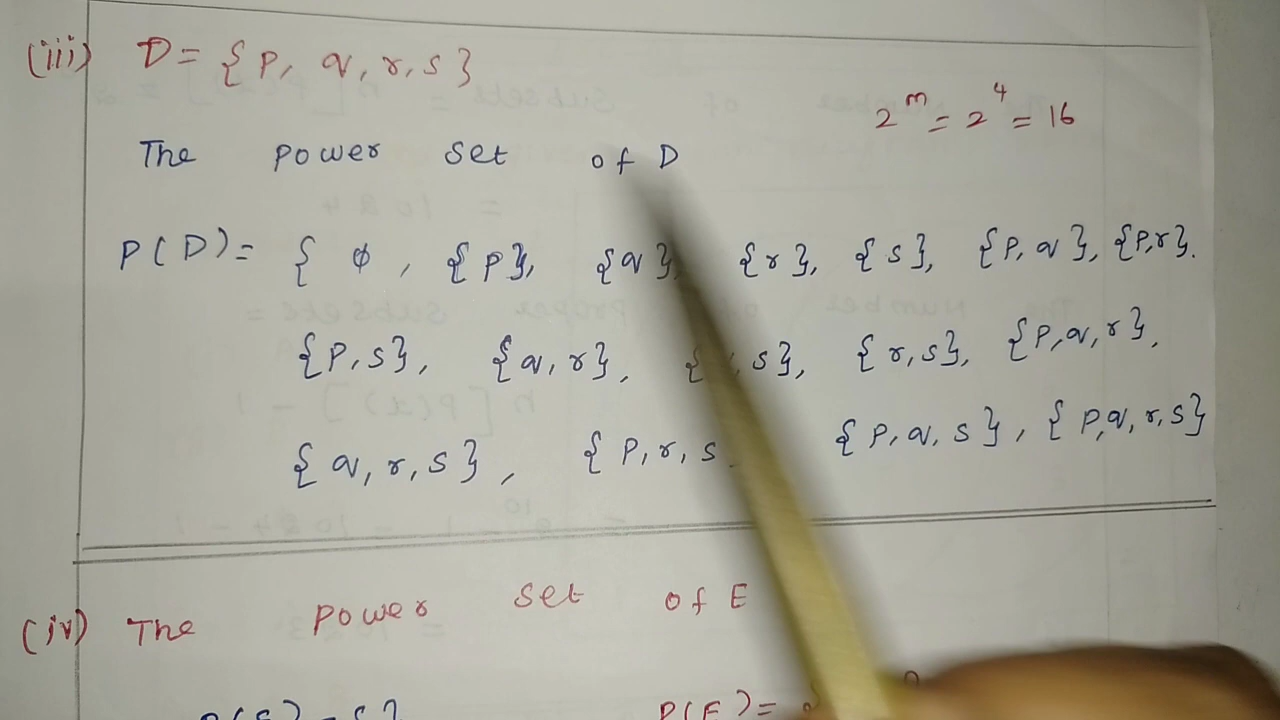 (iii) D = {p, q, r, s}
2^m = 2^4 = 16
The power set of D
P(D) = { ϕ, {p}, {q}, {r}, {s}, {p, q}, {p,r}.
{p,s}, {q,r}, { , s}, {r,s}, {p,q,r},
{q, r, s}, {p, r, s {p, q, s}, {p,q,r,s}
(iv) The power set of E
P(E) =